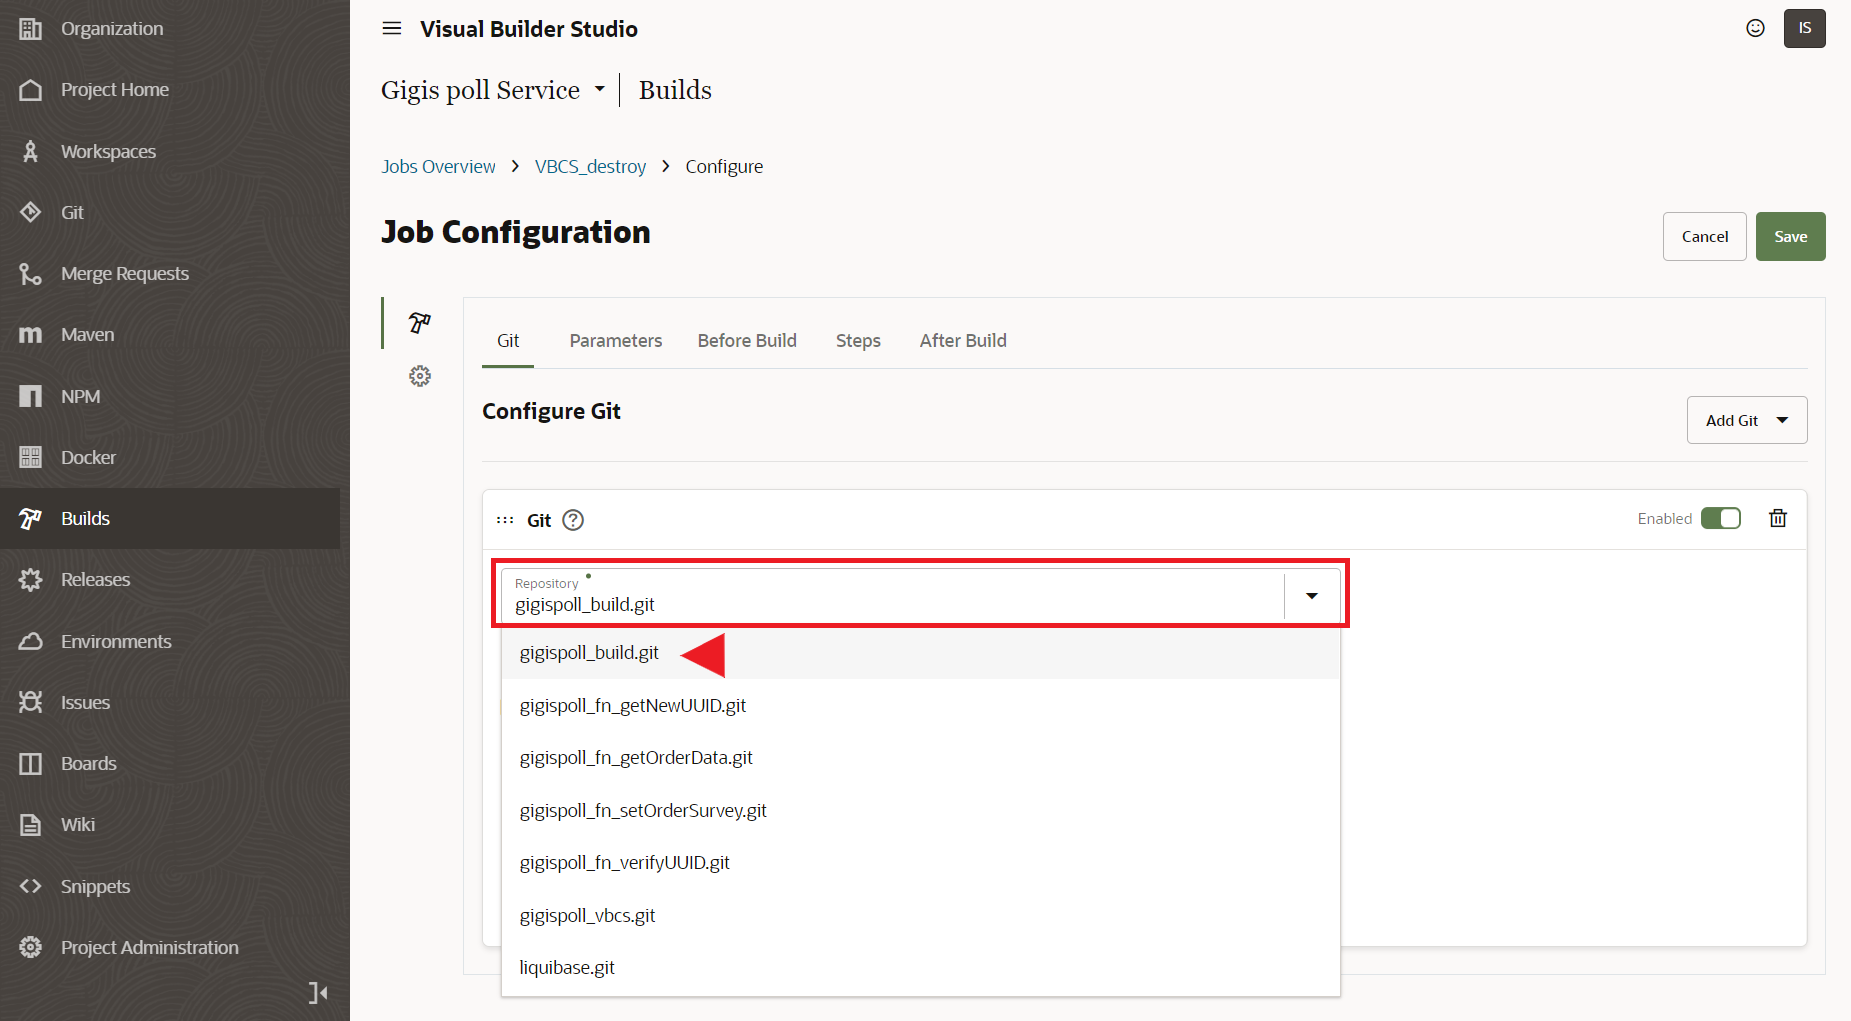 Organization
Project Home
Workspaces
Git
Merge Requests
Maven
NPM
Docker
Builds
Releases
Environments
Issues
Boards
Wiki
Snippets
Project Administration
Visual Builder Studio
IS
Gigis poll Service
Builds
Jobs Overview > VBCS_destroy > Configure
Job Configuration
Cancel
Save
Git
Parameters
Before Build
Steps
After Build
Configure Git
Add Git
Git ?
Enabled
Repository
gigispoll_build.git
gigispoll_build.git
gigispoll_fn_getNewUUID.git
gigispoll_fn_getOrderData.git
gigispoll_fn_setOrderSurvey.git
gigispoll_fn_verifyUUID.git
gigispoll_vbcs.git
liquibase.git